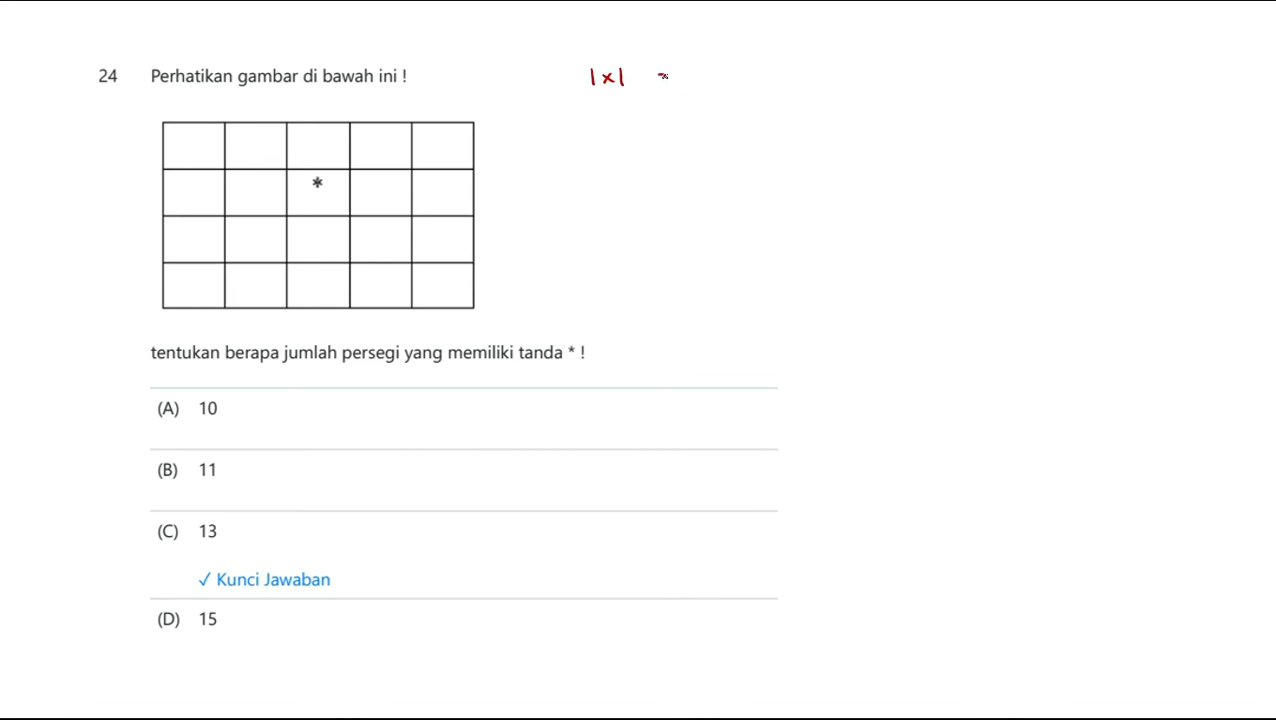 24 Perhatikan gambar di bawah ini ! 1x1
*
tentukan berapa jumlah persegi yang memiliki tanda * !
(A) 10
(B) 11
(C) 13
✓ Kunci Jawaban
(D) 15